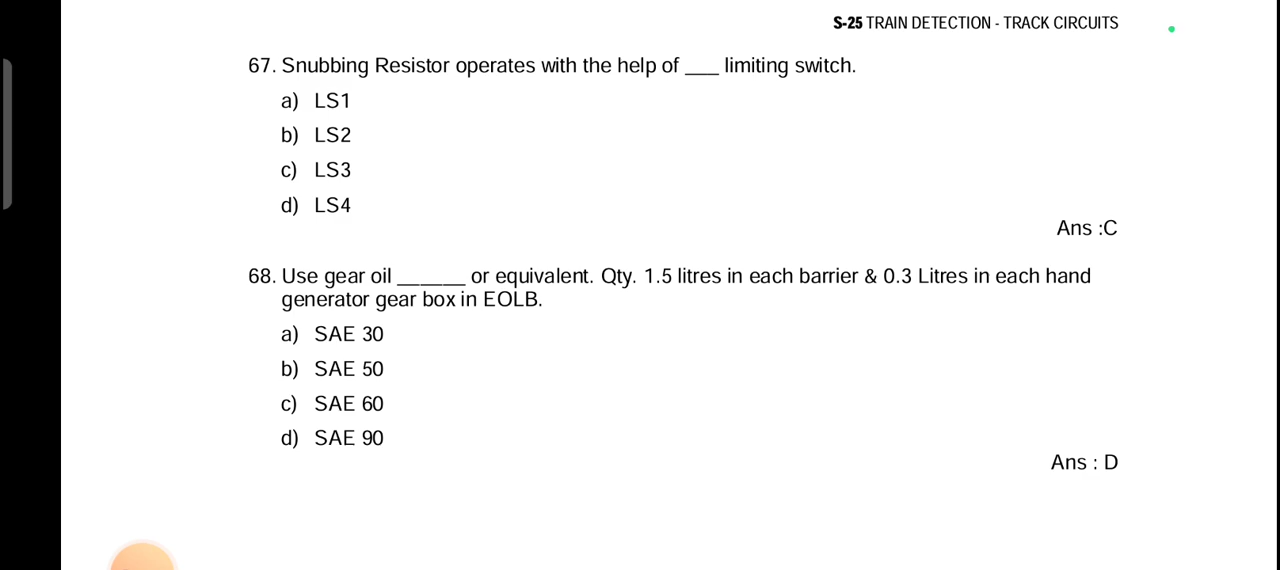 S-25 TRAIN DETECTION - TRACK CIRCUITS
67. Snubbing Resistor operates with the help of ___ limiting switch.
a) LS1
b) LS2
c) LS3
d) LS4
Ans :C
68. Use gear oil ______ or equivalent. Qty. 1.5 litres in each barrier & 0.3 Litres in each hand
generator gear box in EOLB.
a) SAE 30
b) SAE 50
c) SAE 60
d) SAE 90
Ans : D